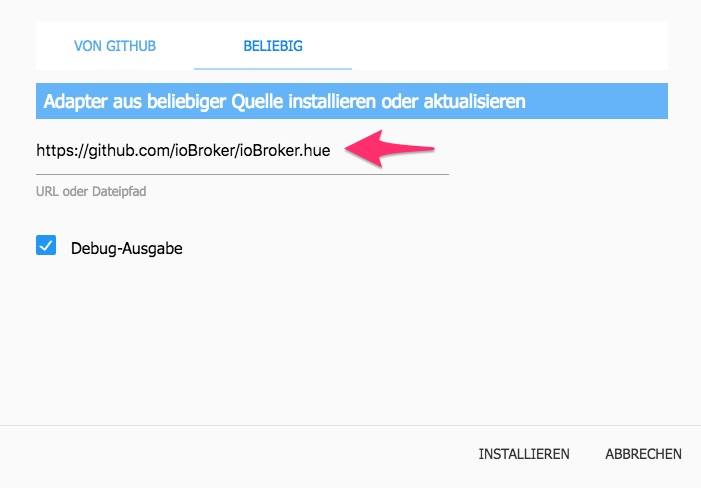 VON GITHUB
BELIEBIG
Adapter aus beliebiger Quelle installieren oder aktualisieren
https://github.com/ioBroker/ioBroker.hue
URL oder Dateipfad
Debug-Ausgabe
INSTALLIEREN
ABBRECHEN